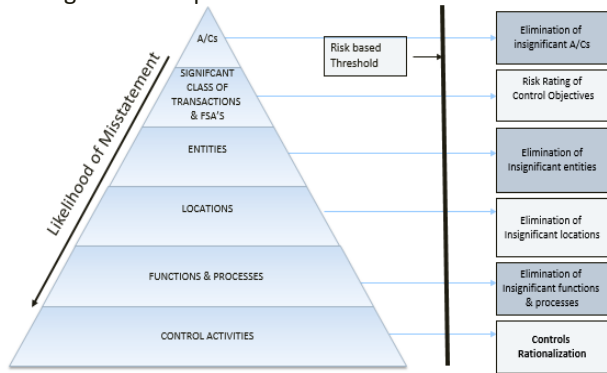 A/Cs
SIGNIFCANT
CLASS OF
TRANSACTIONS
& FSA'S
ENTITIES
LOCATIONS
FUNCTIONS & PROCESSES
CONTROL ACTIVITIES
Likelihood of Misstatement
Risk based
Threshold
Elimination of
insignificant A/Cs
Risk Rating of
Control Objectives
Elimination of
Insignificant entities
Elimination of
Insignificant locations
Elimination of
Insignificant functions
& processes
Controls
Rationalization